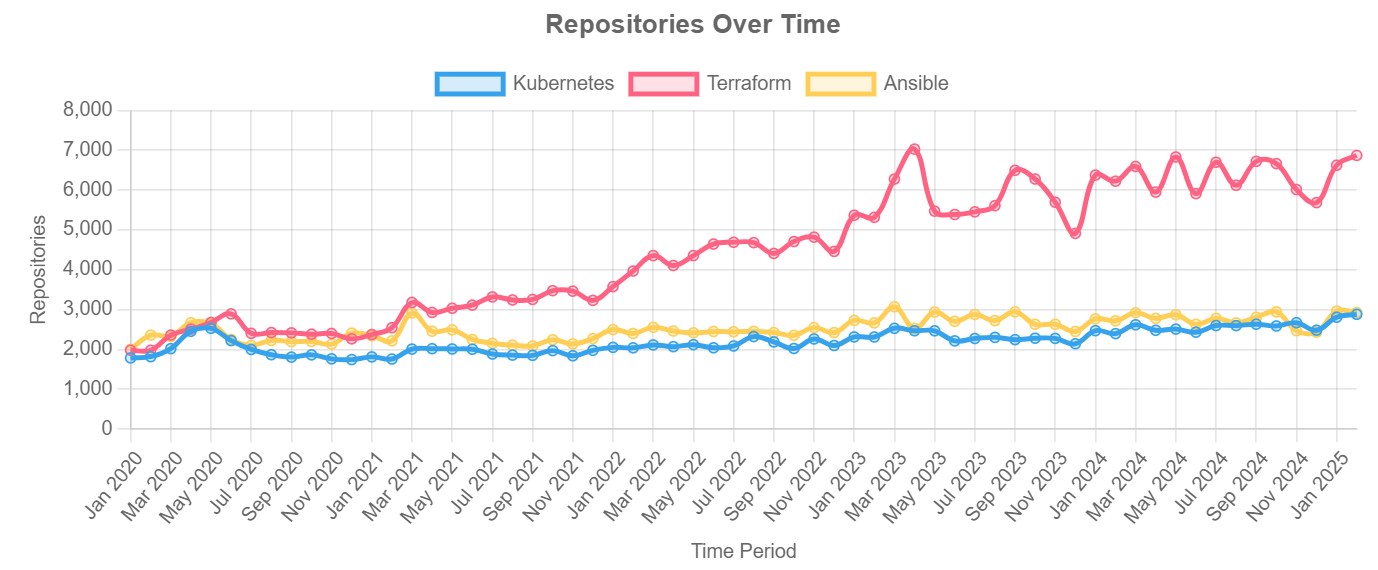 Repositories Over Time
Kubernetes Terraform Ansible
8,000
7,000
6,000
5,000
4,000
3,000
2,000
1,000
0
Repositories
Jan 2020 Mar 2020 May 2020 Jul 2020 Sep 2020 Nov 2020 Jan 2021 Mar 2021 May 2021 Jul 2021 Sep 2021 Nov 2021 Jan 2022 Mar 2022 May 2022 Jul 2022 Sep 2022 Nov 2022 Jan 2023 Mar 2023 May 2023 Jul 2023 Sep 2023 Nov 2023 Jan 2024 Mar 2024 May 2024 Jul 2024 Sep 2024 Nov 2024 Jan 2025
Time Period